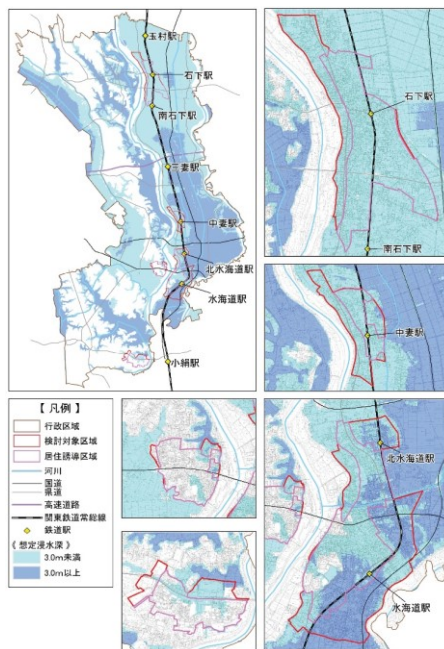 玉村駅
石下駅
南石下駅
三妻駅
中妻駅
北水海道駅
水海道駅
小絹駅
石下駅
南石下駅
中妻駅
【 凡例 】
行政区域
検討対象区域
居住誘導区域
河川
国道
県道
高速道路
関東鉄道常総線
鉄道駅
《 想定浸水深 》
3.0m未満
3.0m以上
北水海道駅
水海道駅